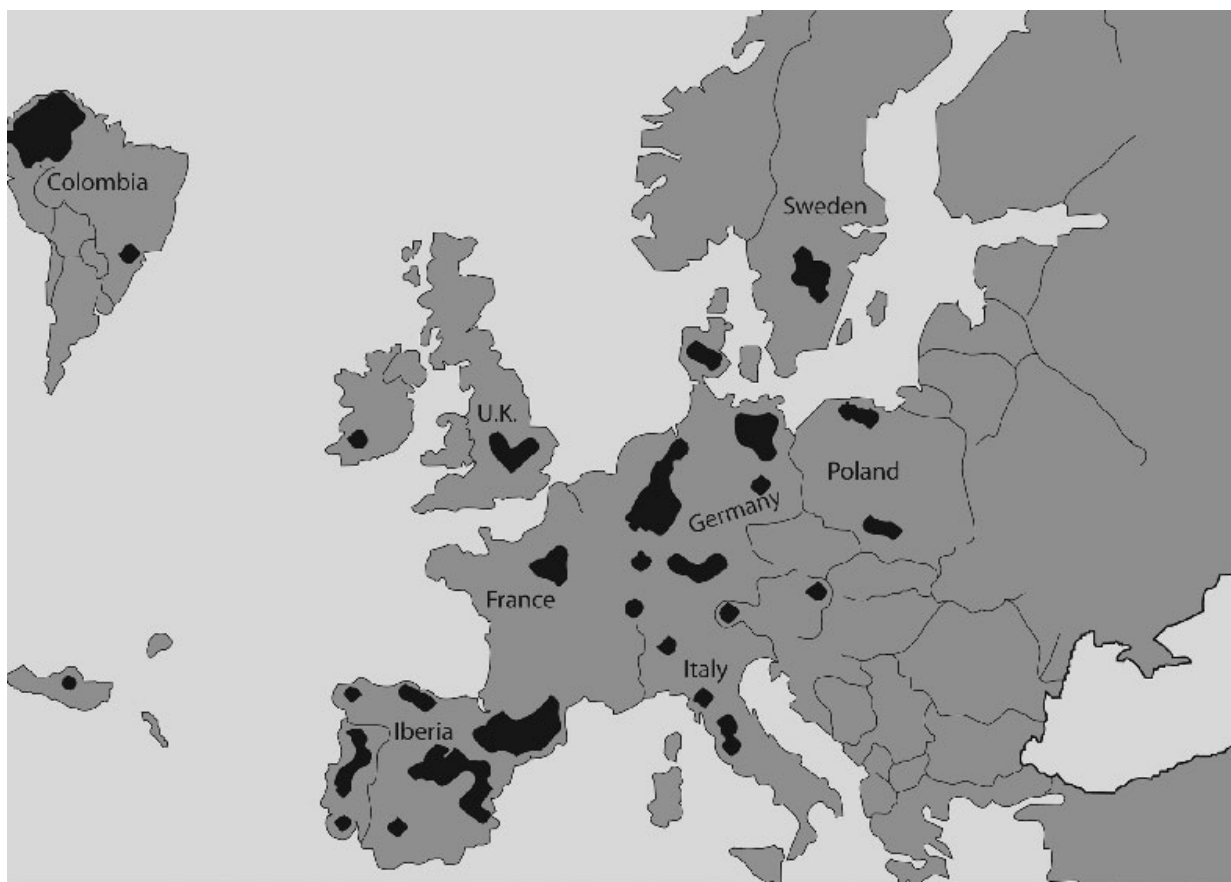 Colombia
Sweden
U.K.
Poland
Germany
France
Italy
Iberia